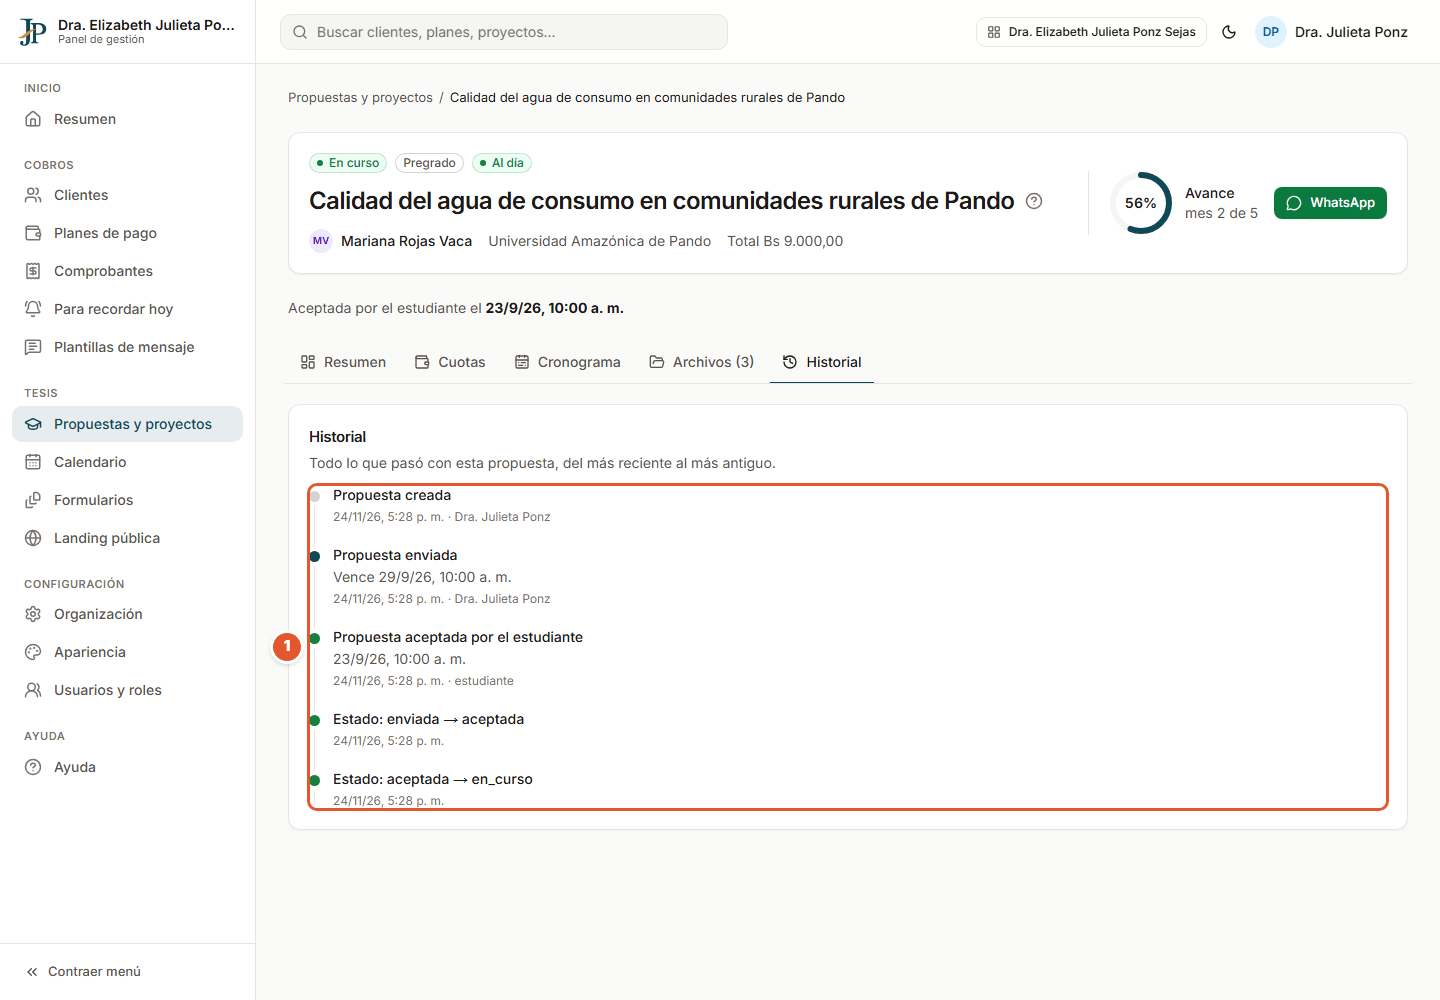 JP
Dra. Elizabeth Julieta Po...
Panel de gestión
Buscar clientes, planes, proyectos...
Dra. Elizabeth Julieta Ponz Sejas
DP
Dra. Julieta Ponz
INICIO
Resumen
COBROS
Clientes
Planes de pago
Comprobantes
Para recordar hoy
Plantillas de mensaje
TESIS
Propuestas y proyectos
Calendario
Formularios
Landing pública
CONFIGURACIÓN
Organización
Apariencia
Usuarios y roles
AYUDA
Ayuda
Contraer menú
Propuestas y proyectos / Calidad del agua de consumo en comunidades rurales de Pando
En curso
Pregrado
Al día
Calidad del agua de consumo en comunidades rurales de Pando
MV
Mariana Rojas Vaca
Universidad Amazónica de Pando
Total Bs 9.000,00
56%
Avance
mes 2 de 5
WhatsApp
Aceptada por el estudiante el 23/9/26, 10:00 a. m.
Resumen
Cuotas
Cronograma
Archivos (3)
Historial
Historial
Todo lo que pasó con esta propuesta, del más reciente al más antiguo.
1
Propuesta creada
24/11/26, 5:28 p. m. · Dra. Julieta Ponz
Propuesta enviada
Vence 29/9/26, 10:00 a. m.
24/11/26, 5:28 p. m. · Dra. Julieta Ponz
Propuesta aceptada por el estudiante
23/9/26, 10:00 a. m.
24/11/26, 5:28 p. m. · estudiante
Estado: enviada → aceptada
24/11/26, 5:28 p. m.
Estado: aceptada → en_curso
24/11/26, 5:28 p. m.